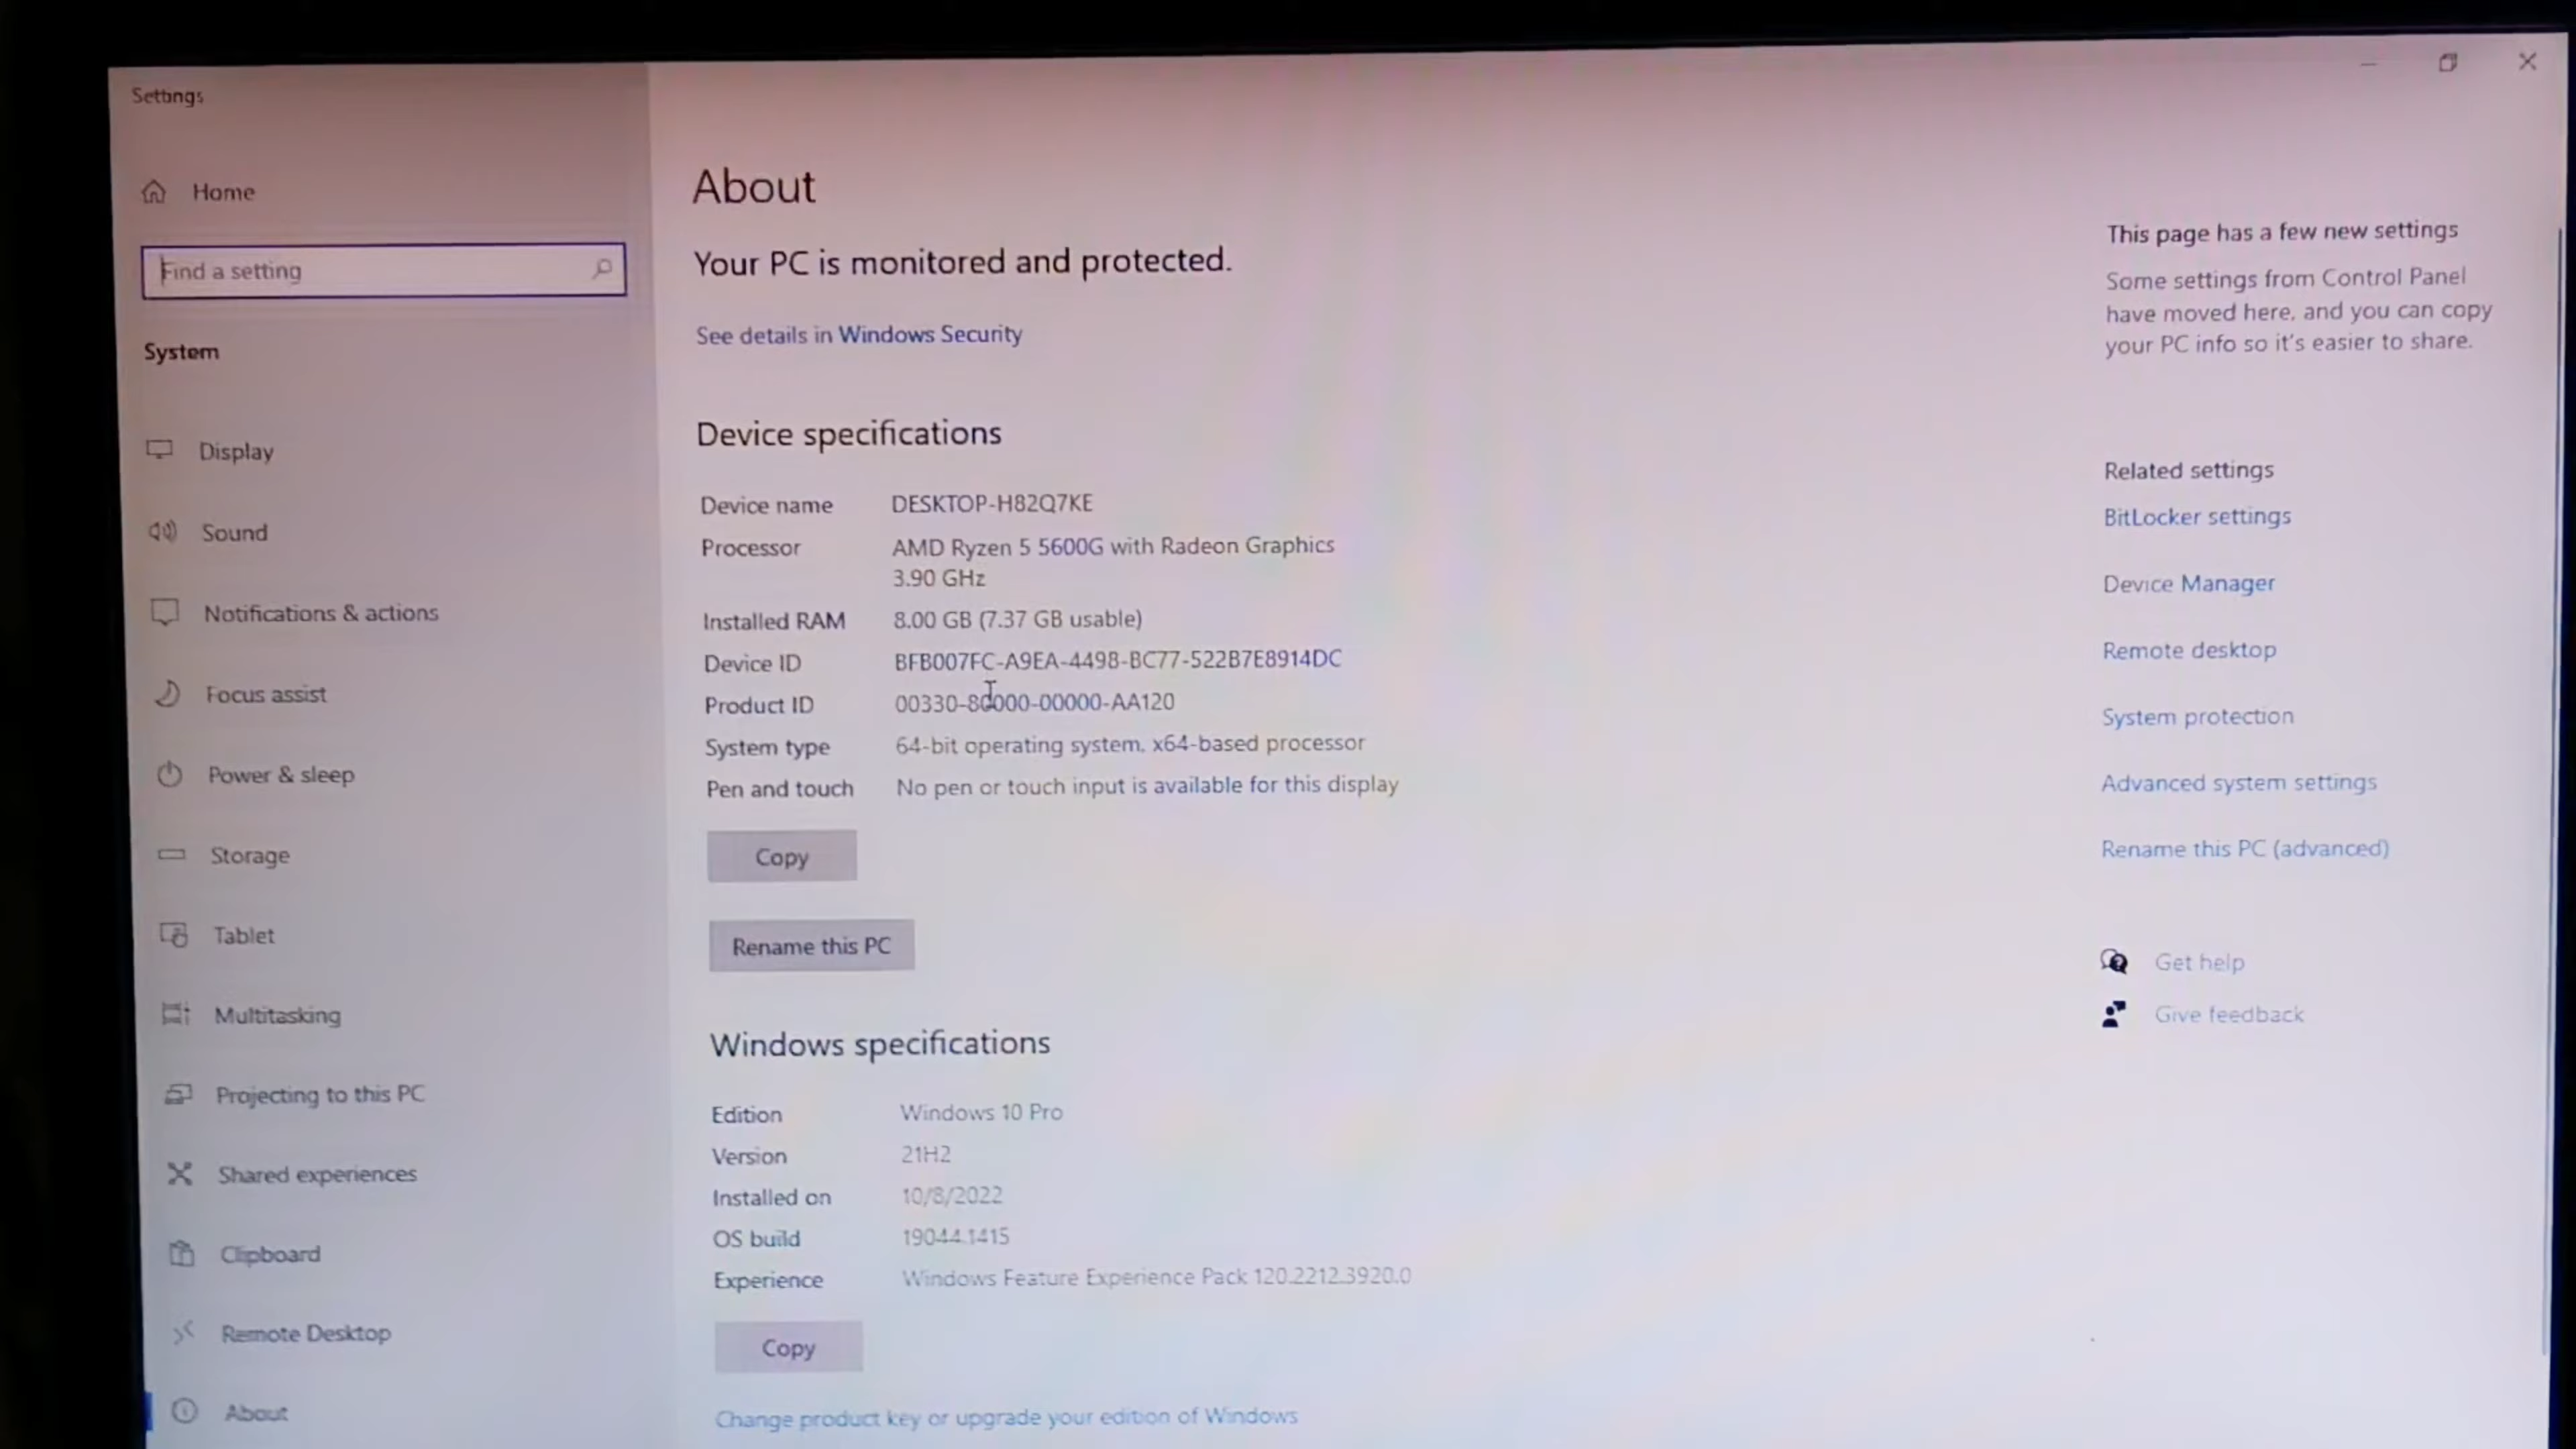 Settings
Home
Find a setting
System
Display
Sound
Notifications & actions
Focus assist
Power & sleep
Storage
Tablet
Multitasking
Projecting to this PC
Shared experiences
Clipboard
Remote Desktop
About
About
Your PC is monitored and protected.
See details in Windows Security
Device specifications
Device name DESKTOP-H82Q7KE
Processor AMD Ryzen 5 5600G with Radeon Graphics
3.90 GHz
Installed RAM 8.00 GB (7.37 GB usable)
Device ID BFB007FC-A9EA-4498-BC77-522B7E8914DC
Product ID 00330-80000-00000-AA120
System type 64-bit operating system, x64-based processor
Pen and touch No pen or touch input is available for this display
Copy
Rename this PC
Windows specifications
Edition Windows 10 Pro
Version 21H2
Installed on 10/8/2022
OS build 19044.1415
Experience Windows Feature Experience Pack 120.2212.3920.0
Copy
Change product key or upgrade your edition of Windows
This page has a few new settings
Some settings from Control Panel
have moved here, and you can copy
your PC info so it's easier to share.
Related settings
BitLocker settings
Device Manager
Remote desktop
System protection
Advanced system settings
Rename this PC (advanced)
Get help
Give feedback